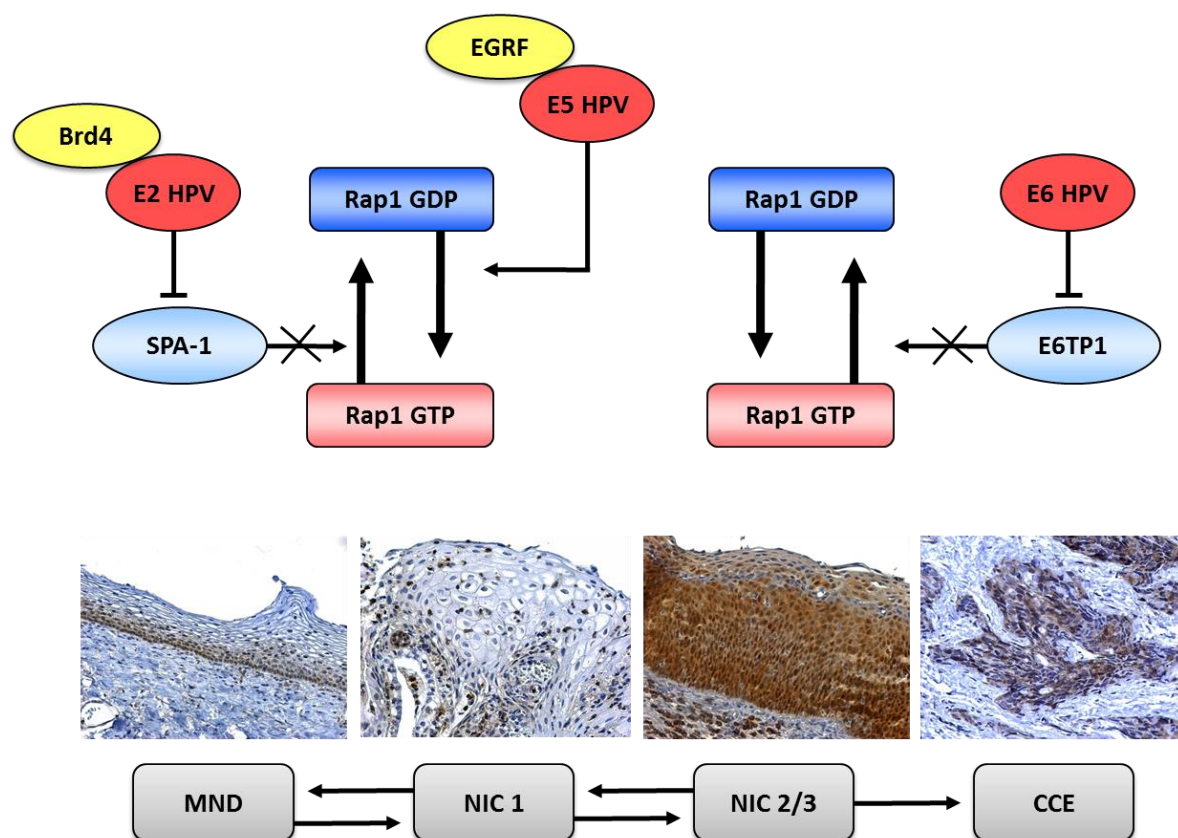 EGRF
E5 HPV
Brd4
E2 HPV
Rap1 GDP
Rap1 GDP
E6 HPV
SPA-1
E6TP1
Rap1 GTP
Rap1 GTP
MND
NIC 1
NIC 2/3
CCE